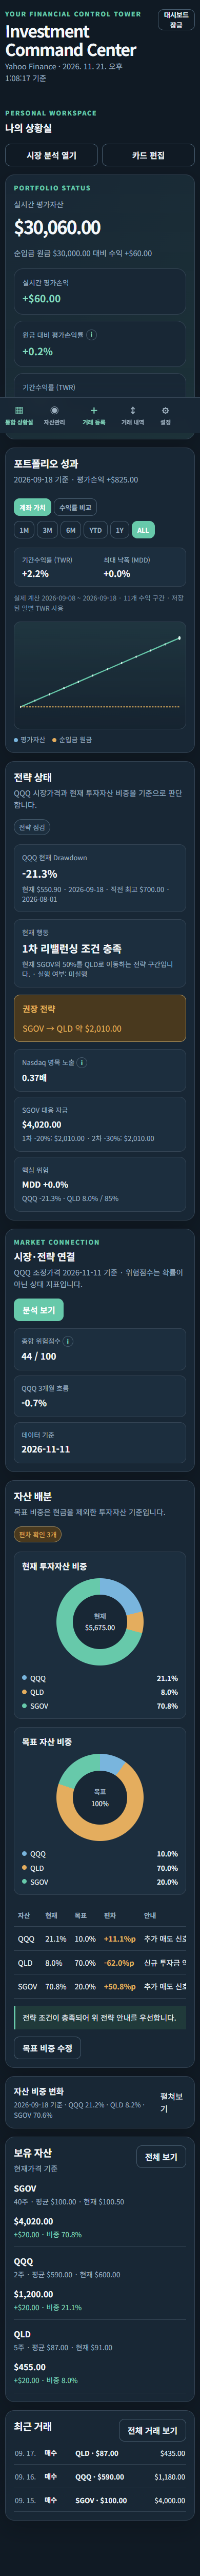 YOUR FINANCIAL CONTROL TOWER
대시보드
잠금
Investment
Command Center
Yahoo Finance · 2026. 11. 21. 오후
1:08:17 기준
PERSONAL WORKSPACE
나의 상황실
시장 분석 열기
카드 편집
PORTFOLIO STATUS
실시간 평가자산
$30,060.00
순입금 원금 $30,000.00 대비 수익 +$60.00
실시간 평가손익
+$60.00
원금 대비 평가손익률 i
+0.2%
기간수익률 (TWR)
통합 상황실
자산관리
거래 등록
거래 내역
설정
포트폴리오 성과
2026-09-18 기준 · 평가손익 +$825.00
계좌 가치
수익률 비교
1M
3M
6M
YTD
1Y
ALL
기간수익률 (TWR)
+2.2%
최대 낙폭 (MDD)
+0.0%
실제 계산 2026-09-08 ~ 2026-09-18 · 11개 수익 구간 · 저장
된 일별 TWR 사용
평가자산
순입금 원금
전략 상태
QQQ 시장가격과 현재 투자자산 비중을 기준으로 판단
합니다.
전략 점검
QQQ 현재 Drawdown
-21.3%
현재 $550.90 · 2026-09-18 · 직전 최고 $700.00 ·
2026-08-01
현재 행동
1차 리밸런싱 조건 충족
현재 SGOV의 50%를 QLD로 이동하는 전략 구간입니
다. · 실행 여부: 미실행
권장 전략
SGOV → QLD 약 $2,010.00
Nasdaq 명목 노출 i
0.37배
SGOV 대응 자금
$4,020.00
1차 -20%: $2,010.00 · 2차 -30%: $2,010.00
핵심 위험
MDD +0.0%
QQQ -21.3% · QLD 8.0% / 85%
MARKET CONNECTION
시장·전략 연결
QQQ 조정가격 2026-11-11 기준 · 위험점수는 확률이
아닌 상대 지표입니다.
분석 보기
종합 위험점수 i
44 / 100
QQQ 3개월 흐름
-0.7%
데이터 기준
2026-11-11
자산 배분
목표 비중은 현금을 제외한 투자자산 기준입니다.
편차 확인 3개
현재 투자자산 비중
현재
$5,675.00
QQQ 21.1%
QLD 8.0%
SGOV 70.8%
목표 자산 비중
목표
100%
QQQ 10.0%
QLD 70.0%
SGOV 20.0%
자산 현재 목표 편차 안내
QQQ 21.1% 10.0% +11.1%p 추가 매도 신호
QLD 8.0% 70.0% -62.0%p 신규 투자금
SGOV 70.8% 20.0% +50.8%p 추가 매도 신호
전략 조건이 충족되어 위 전략 안내를 우선합니다.
목표 비중 수정
자산 비중 변화
2026-09-18 기준 · QQQ 21.2% QLD 8.2% ·
SGOV 70.6%
펼쳐보
기
보유 자산
현재가격 기준
전체 보기
SGOV
40주 · 평균 $100.00 · 현재 $100.50
$4,020.00
+$20.00 · 비중 70.8%
QQQ
2주 · 평균 $590.00 · 현재 $600.00
$1,200.00
+$20.00 · 비중 21.1%
QLD
5주 · 평균 $87.00 · 현재 $91.00
$455.00
+$20.00 · 비중 8.0%
최근 거래
전체 거래 보기
09. 17. 매수 QLD · $87.00 $435.00
09. 16. 매수 QQQ · $590.00 $1,180.00
09. 15. 매수 SGOV · $100.00 $4,000.00